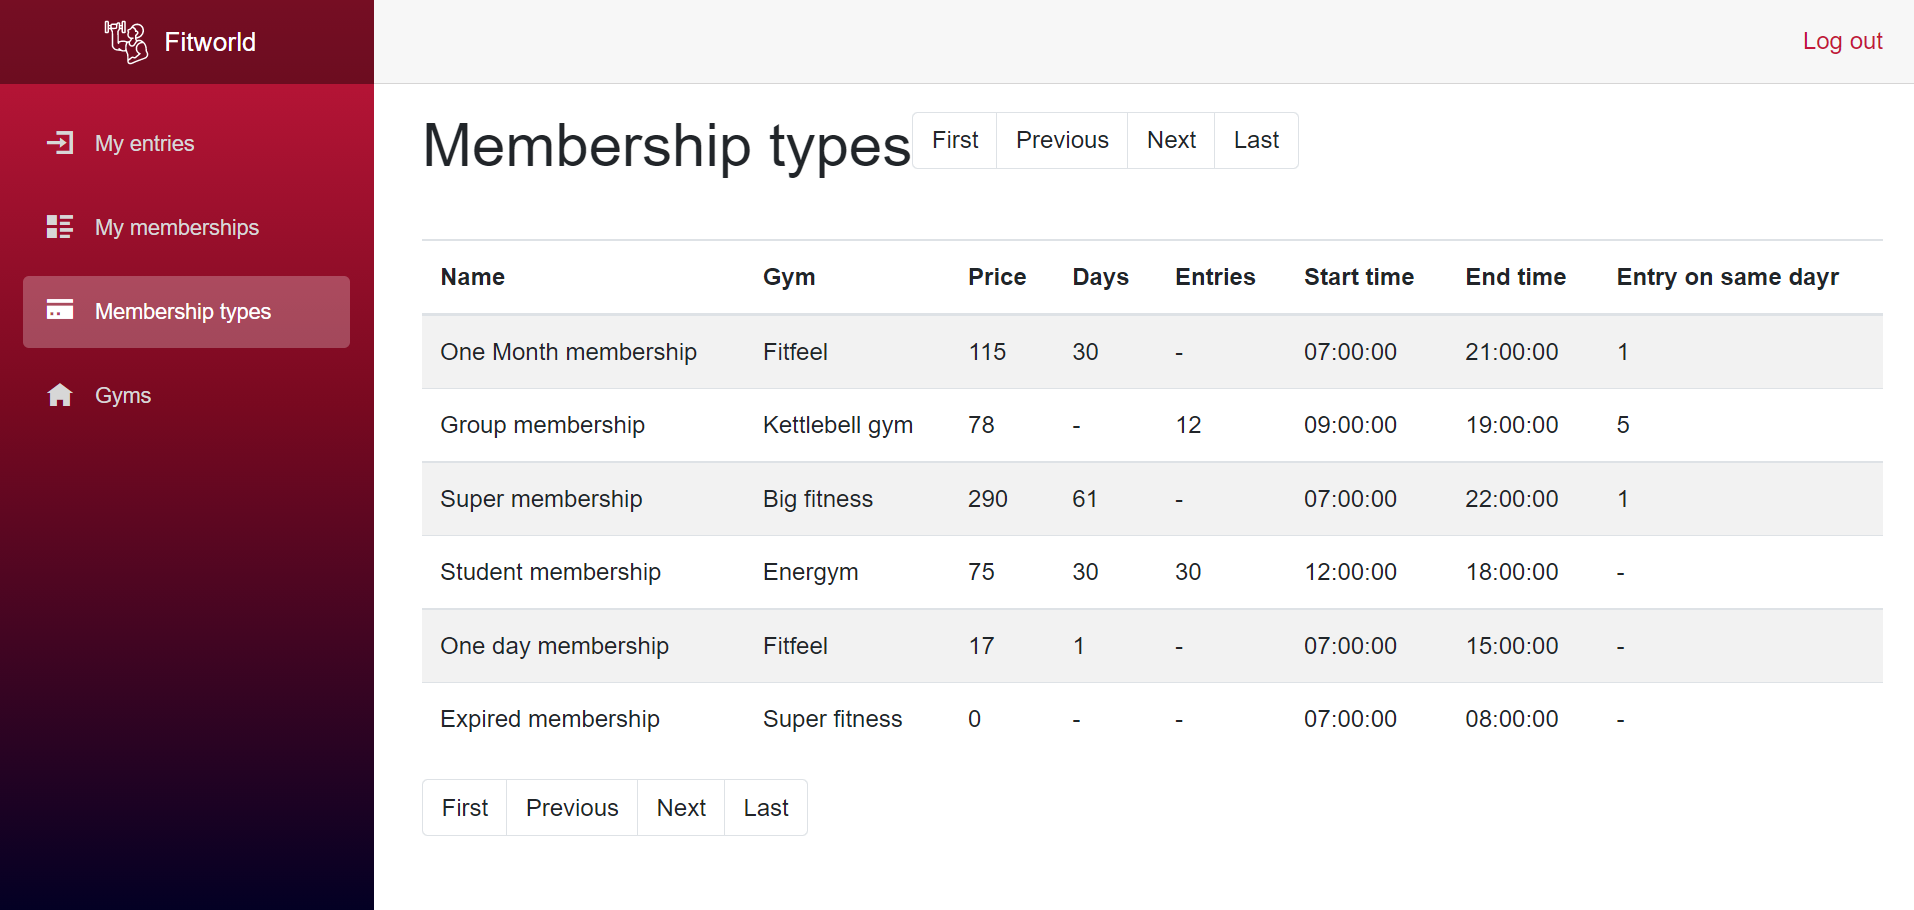 Fitworld
Log out
My entries
My memberships
Membership types
Gyms
Membership types First Previous Next Last
Name Gym Price Days Entries Start time End time Entry on same dayr
One Month membership Fitfeel 115 30 - 07:00:00 21:00:00 1
Group membership Kettlebell gym 78 - 12 09:00:00 19:00:00 5
Super membership Big fitness 290 61 - 07:00:00 22:00:00 1
Student membership Energym 75 30 30 12:00:00 18:00:00 -
One day membership Fitfeel 17 1 - 07:00:00 15:00:00 -
Expired membership Super fitness 0 - - 07:00:00 08:00:00 -
First Previous Next Last